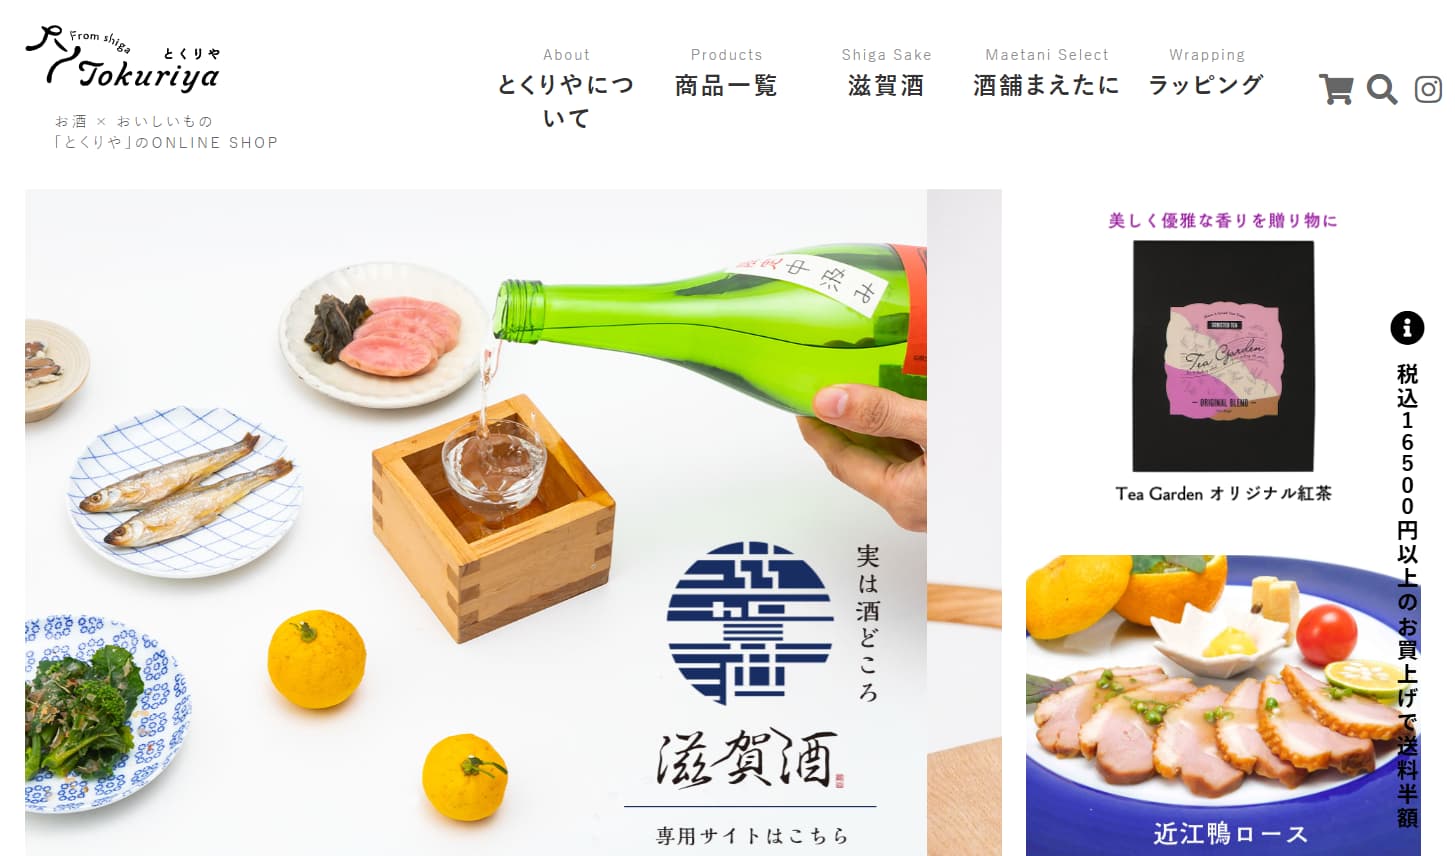 From shiga
とくりや
Tokuriya
お酒 × おいしいもの
「とくりや」のONLINE SHOP
About
とくりやにつ
いて
Products
商品一覧
Shiga Sake
滋賀酒
Maetani Select
酒舗まえたに
Wrapping
ラッピング
中汲み
実は酒どころ
滋賀酒
専用サイトはこちら
美しく優雅な香りを贈り物に
Tea Garden
ORIGINAL BLEND
Tea Garden オリジナル紅茶
税込16500円以上のお買上げで送料半額
近江鴨ロース